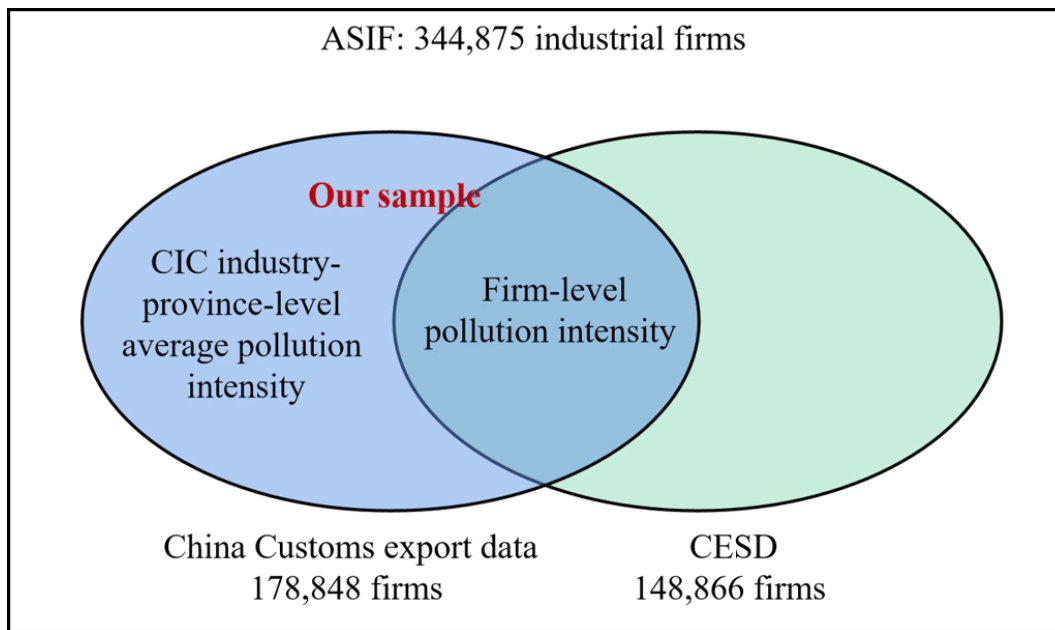 ASIF: 344,875 industrial firms
Our sample
CIC industry-
province-level
average pollution
intensity
Firm-level
pollution intensity
China Customs export data
178,848 firms
CESD
148,866 firms